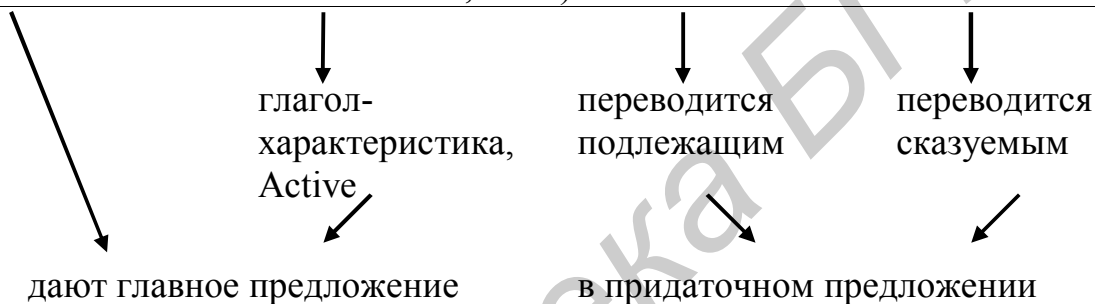 глагол-
характеристика,
Active
переводится
подлежащим
переводится
сказуемым
дают главное предложение
в придаточном предложении